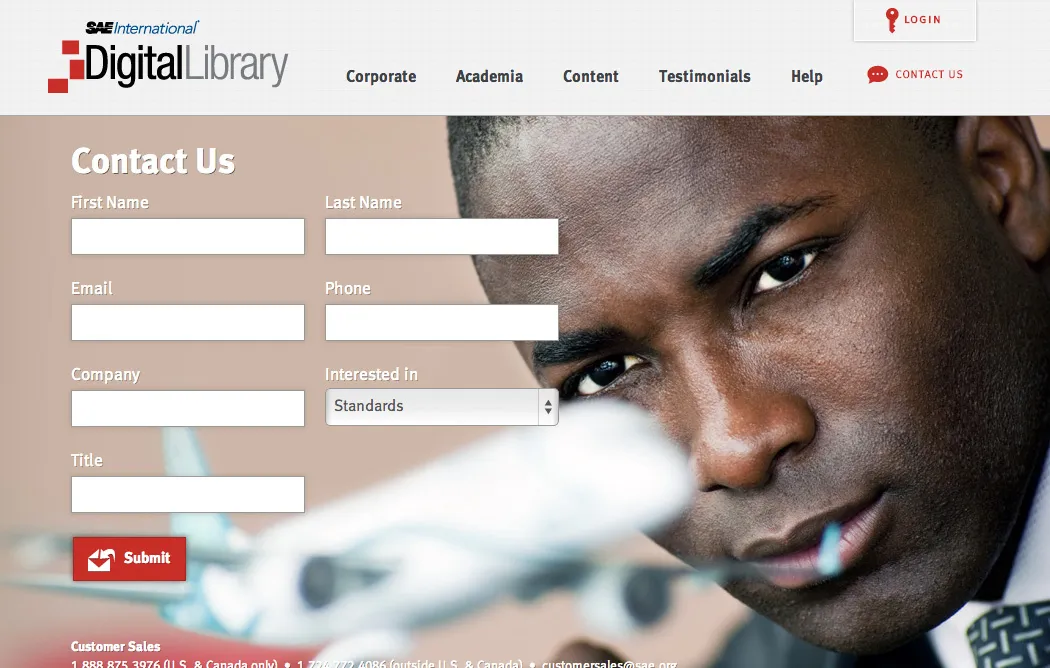 SAE International
DigitalLibrary
LOGIN
Corporate Academia Content Testimonials Help CONTACT US
Contact Us
First Name Last Name
Email Phone
Company Interested in
Standards
Title
Submit
Customer Sales
1.888.875.3976 (U.S. & Canada only) • 1.724.772.4086 (outside U.S. & Canada) • customersales@sae.org